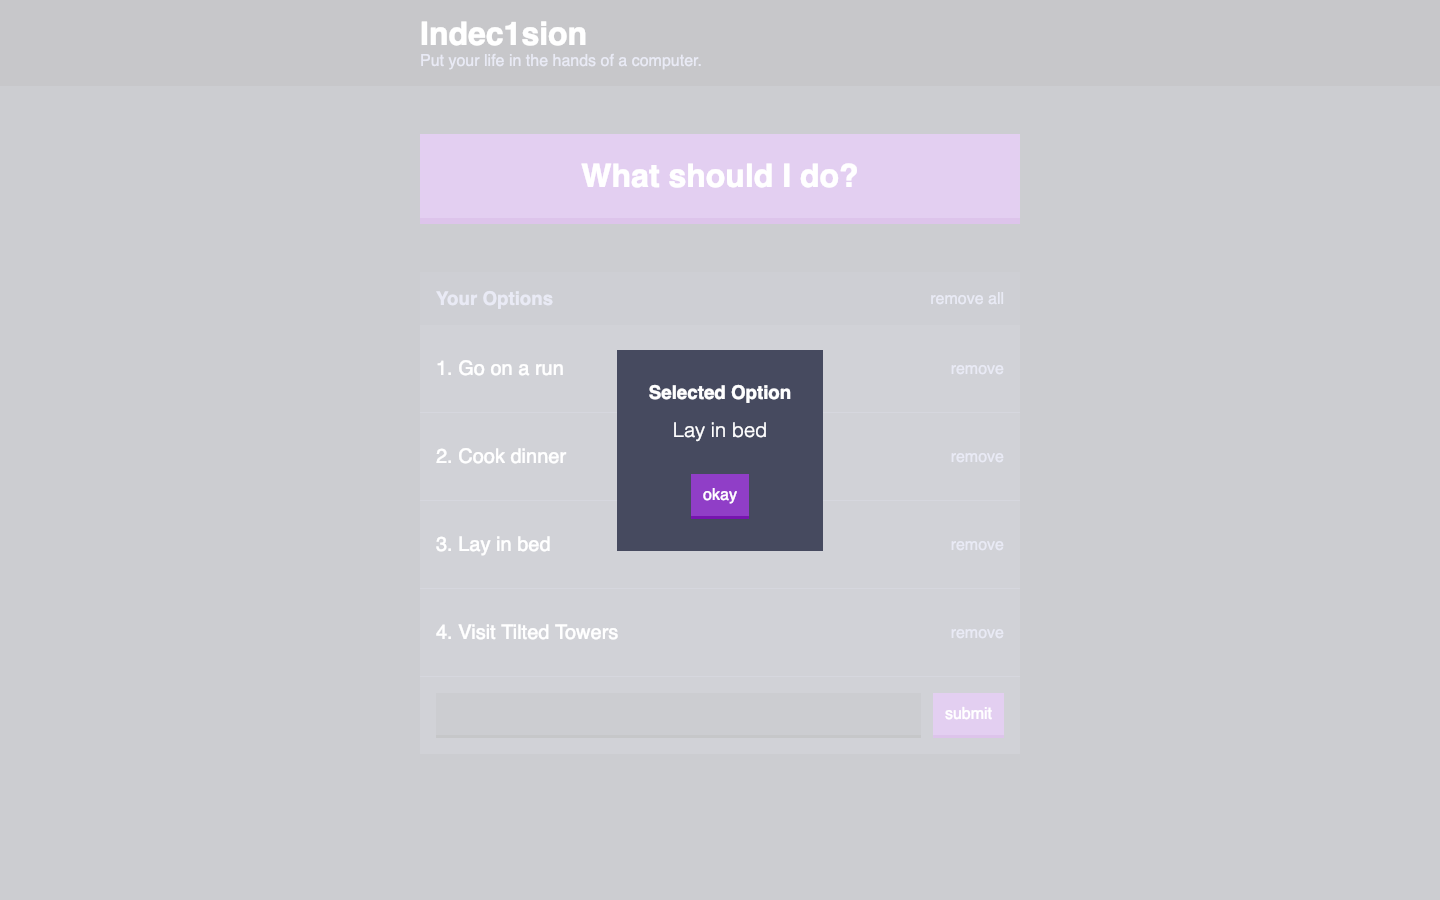 Indec1sion
Put your life in the hands of a computer.
What should I do?
Your Options
remove all
1. Go on a run
remove
2. Cook dinner
remove
3. Lay in bed
remove
4. Visit Tilted Towers
remove
submit
Selected Option
Lay in bed
okay